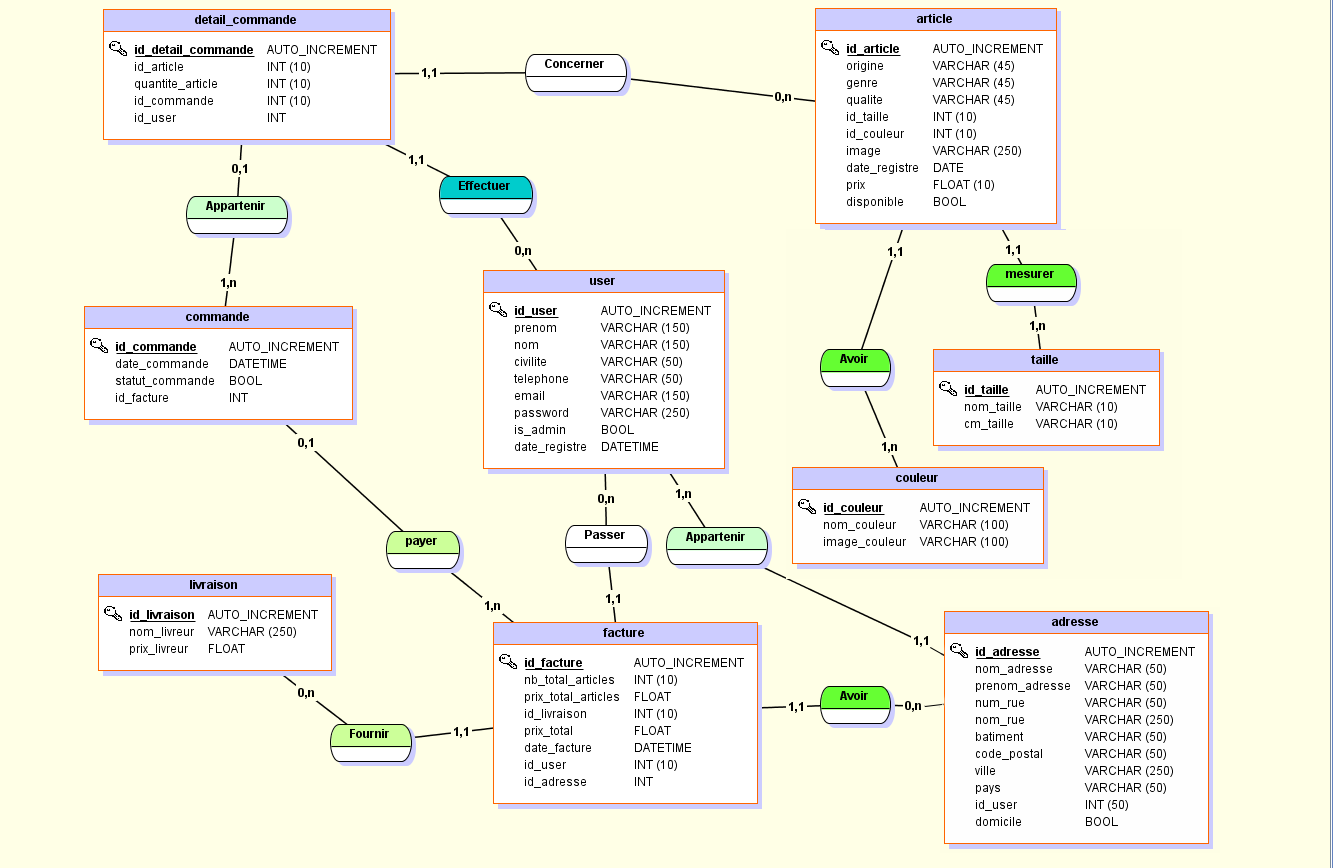 detail_commande
id_detail_commande AUTO_INCREMENT
id_article INT (10)
quantite_article INT (10)
id_commande INT (10)
id_user INT
1,1
Concerner
0,n
article
id_article AUTO_INCREMENT
origine VARCHAR (45)
genre VARCHAR (45)
qualite VARCHAR (45)
id_taille INT (10)
id_couleur INT (10)
image VARCHAR (250)
date_registre DATE
prix FLOAT (10)
disponible BOOL
0,1
Appartenir
1,n
1,1
Effectuer
0,n
1,1
mesurer
1,n
1,1
Avoir
1,n
commande
id_commande AUTO_INCREMENT
date_commande DATETIME
statut_commande BOOL
id_facture INT
user
id_user AUTO_INCREMENT
prenom VARCHAR (150)
nom VARCHAR (150)
civilite VARCHAR (50)
telephone VARCHAR (50)
email VARCHAR (150)
password VARCHAR (250)
is_admin BOOL
date_registre DATETIME
taille
id_taille AUTO_INCREMENT
nom_taille VARCHAR (10)
cm_taille VARCHAR (10)
couleur
id_couleur AUTO_INCREMENT
nom_couleur VARCHAR (100)
image_couleur VARCHAR (100)
0,1
payer
1,n
0,n
Passer
1,1
1,n
Appartenir
1,1
livraison
id_livraison AUTO_INCREMENT
nom_livreur VARCHAR (250)
prix_livreur FLOAT
0,n
Fournir
1,1
facture
id_facture AUTO_INCREMENT
nb_total_articles INT (10)
prix_total_articles FLOAT
id_livraison INT (10)
prix_total FLOAT
date_facture DATETIME
id_user INT (10)
id_adresse INT
1,1
Avoir
0,n
adresse
id_adresse AUTO_INCREMENT
nom_adresse VARCHAR (50)
prenom_adresse VARCHAR (50)
num_rue VARCHAR (50)
nom_rue VARCHAR (250)
batiment VARCHAR (50)
code_postal VARCHAR (50)
ville VARCHAR (250)
pays VARCHAR (50)
id_user INT (50)
domicile BOOL